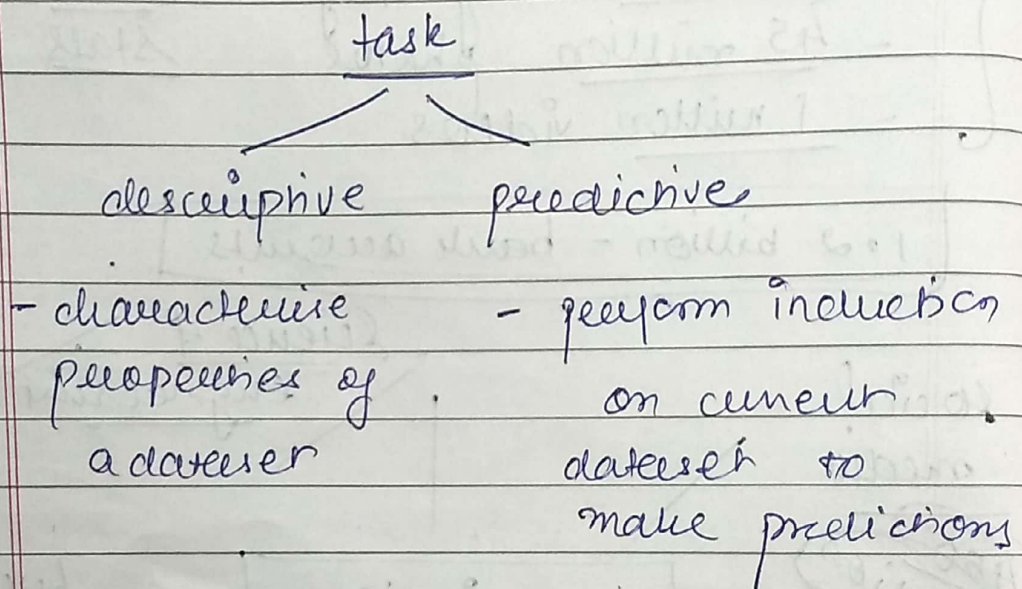 task
descriptive predictive
- characterise - perform induction
properties of on current
a dataset dataset to
make predictions